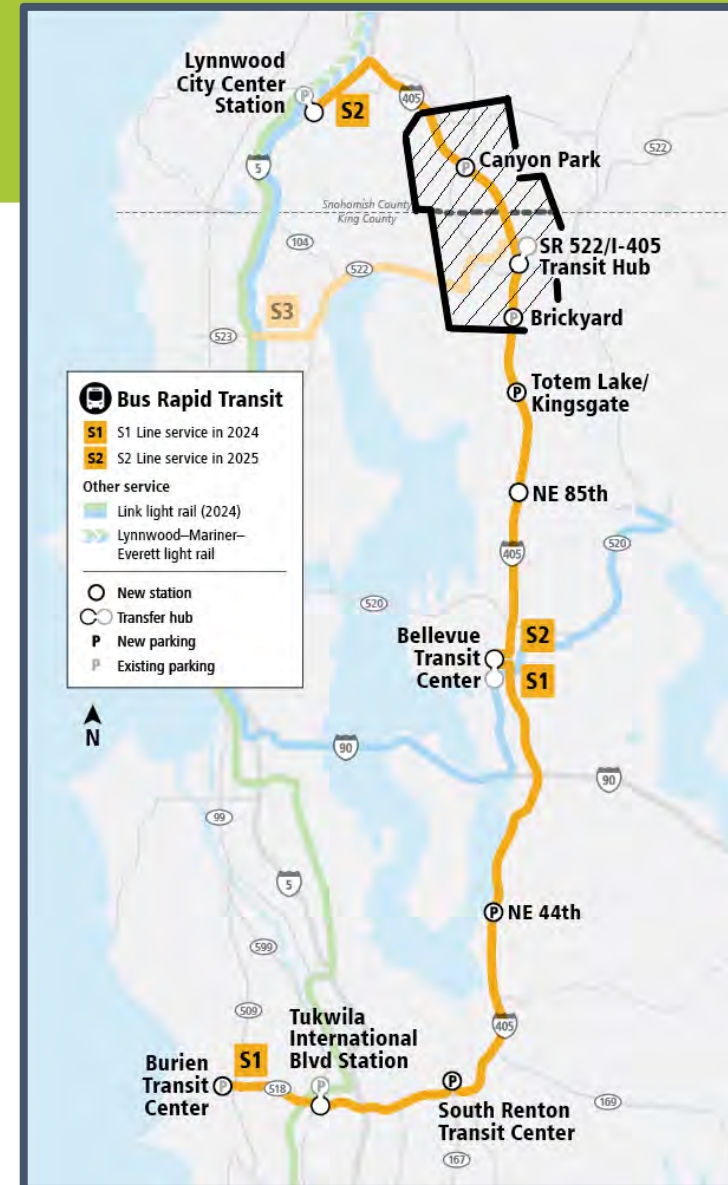 Lynnwood
City Center
Station
P
S2
405
Canyon Park
P
522
5
Snohomish County
King County
104
522
SR 522/I-405
Transit Hub
S3
523
P
Brickyard
Bus Rapid Transit
S1 S1 Line service in 2024
S2 S2 Line service in 2025
Other service
Link light rail (2024)
Lynnwood–Mariner–
Everett light rail
New station
Transfer hub
P New parking
P Existing parking
N
P
Totem Lake/
Kingsgate
NE 85th
405
520
520
Bellevue
Transit
Center
S2
S1
90
90
99
5
P
NE 44th
599
509
405
Tukwila
International
Blvd Station
P
S1
Burien
Transit
Center
P
518
P
South Renton
Transit Center
169
167